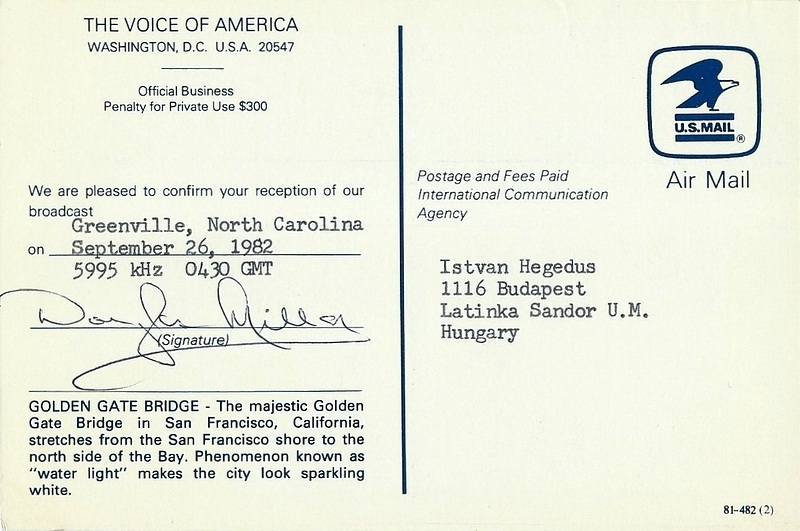 THE VOICE OF AMERICA
WASHINGTON, D.C. U.S.A. 20547
Official Business
Penalty for Private Use $300
We are pleased to confirm your reception of our
broadcast
Greenville, North Carolina
on September 26, 1982
5995 kHz 0430 GMT
Douglas Miller
(Signature)
GOLDEN GATE BRIDGE - The majestic Golden
Gate Bridge in San Francisco, California,
stretches from the San Francisco shore to the
north side of the Bay. Phenomenon known as
"water light" makes the city look sparkling
white.
U.S.MAIL ®
Air Mail
Postage and Fees Paid
International Communication
Agency
Istvan Hegedus
1116 Budapest
Latinka Sandor U.M.
Hungary
81-482 (2)